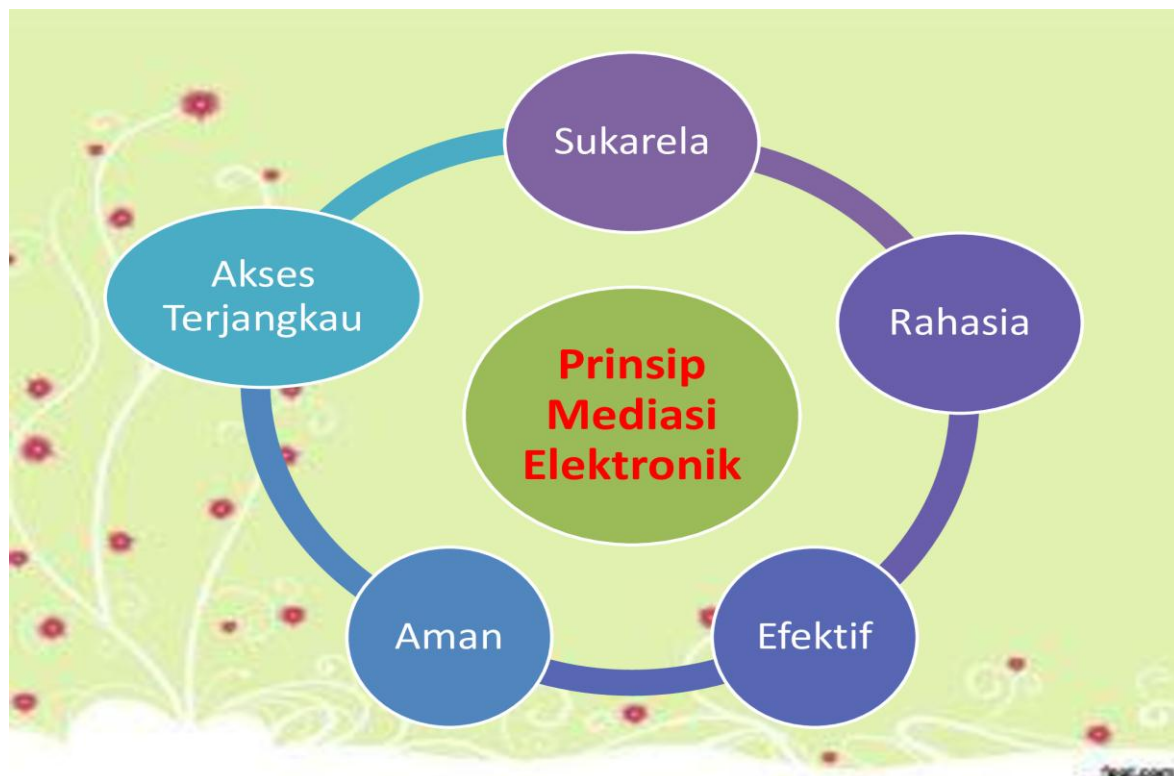 Sukarela
Akses
Terjangkau
Rahasia
Prinsip
Mediasi
Elektronik
Aman
Efektif